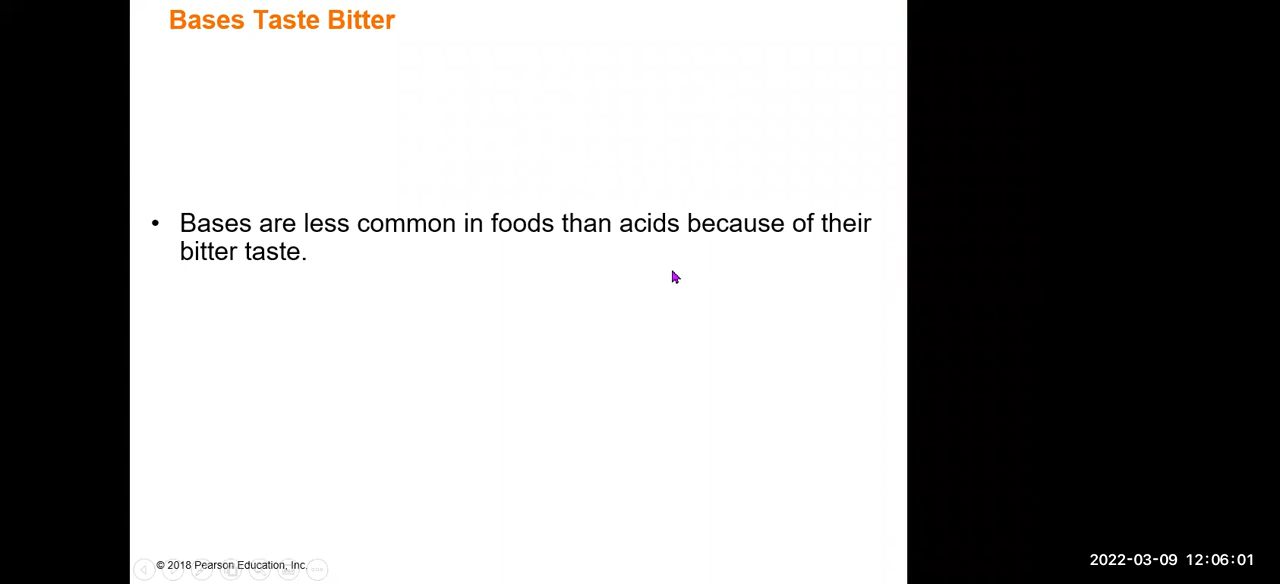 Bases Taste Bitter
• Bases are less common in foods than acids because of their
bitter taste.
© 2018 Pearson Education, Inc.
2022-03-09 12:06:01